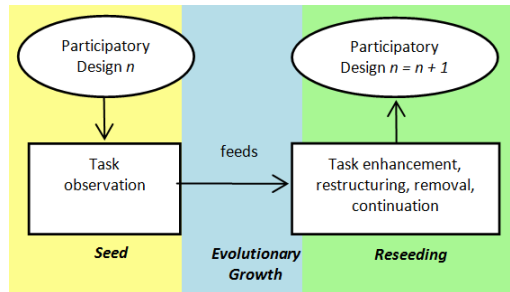 Participatory
Design n
Participatory
Design n = n + 1
Task
observation
feeds
Task enhancement,
restructuring, removal,
continuation
Seed
Evolutionary
Growth
Reseeding